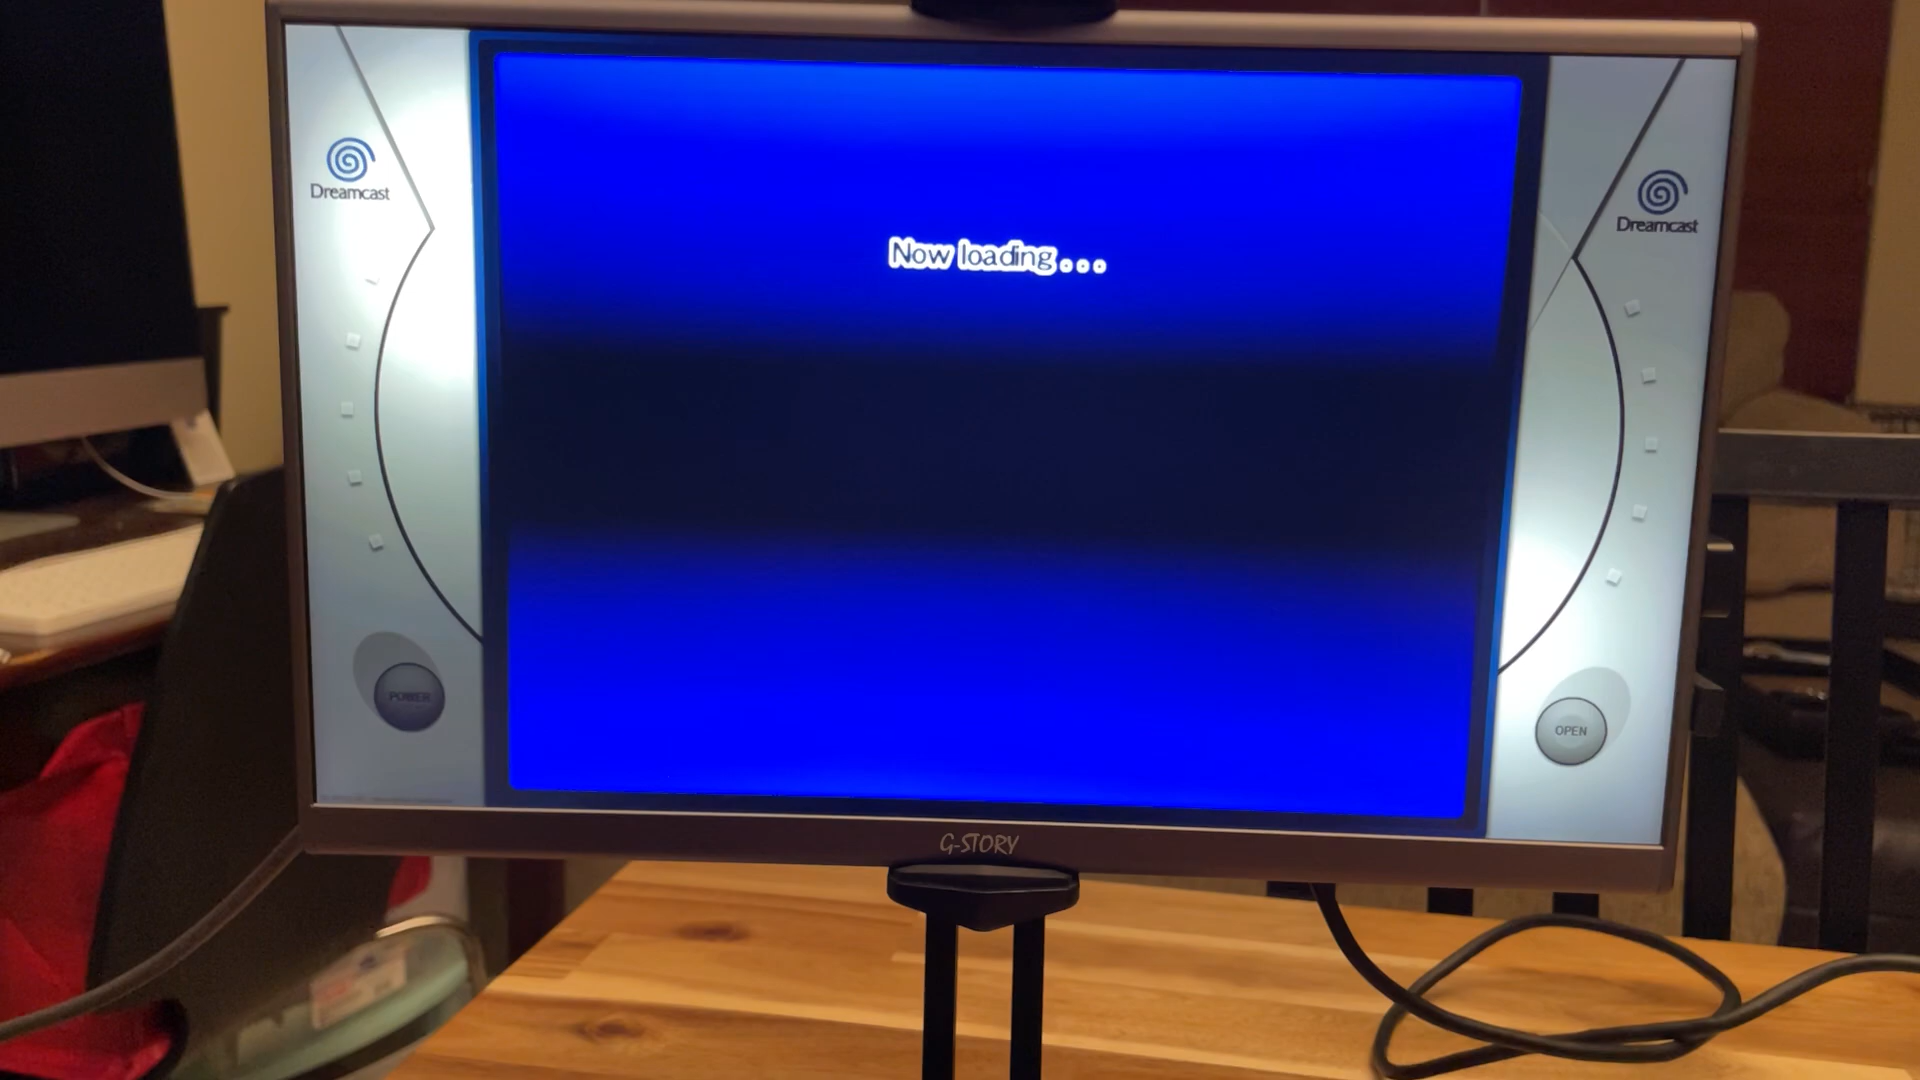 Dreamcast
Dreamcast
Now loading...
POWER
OPEN
G-STORY